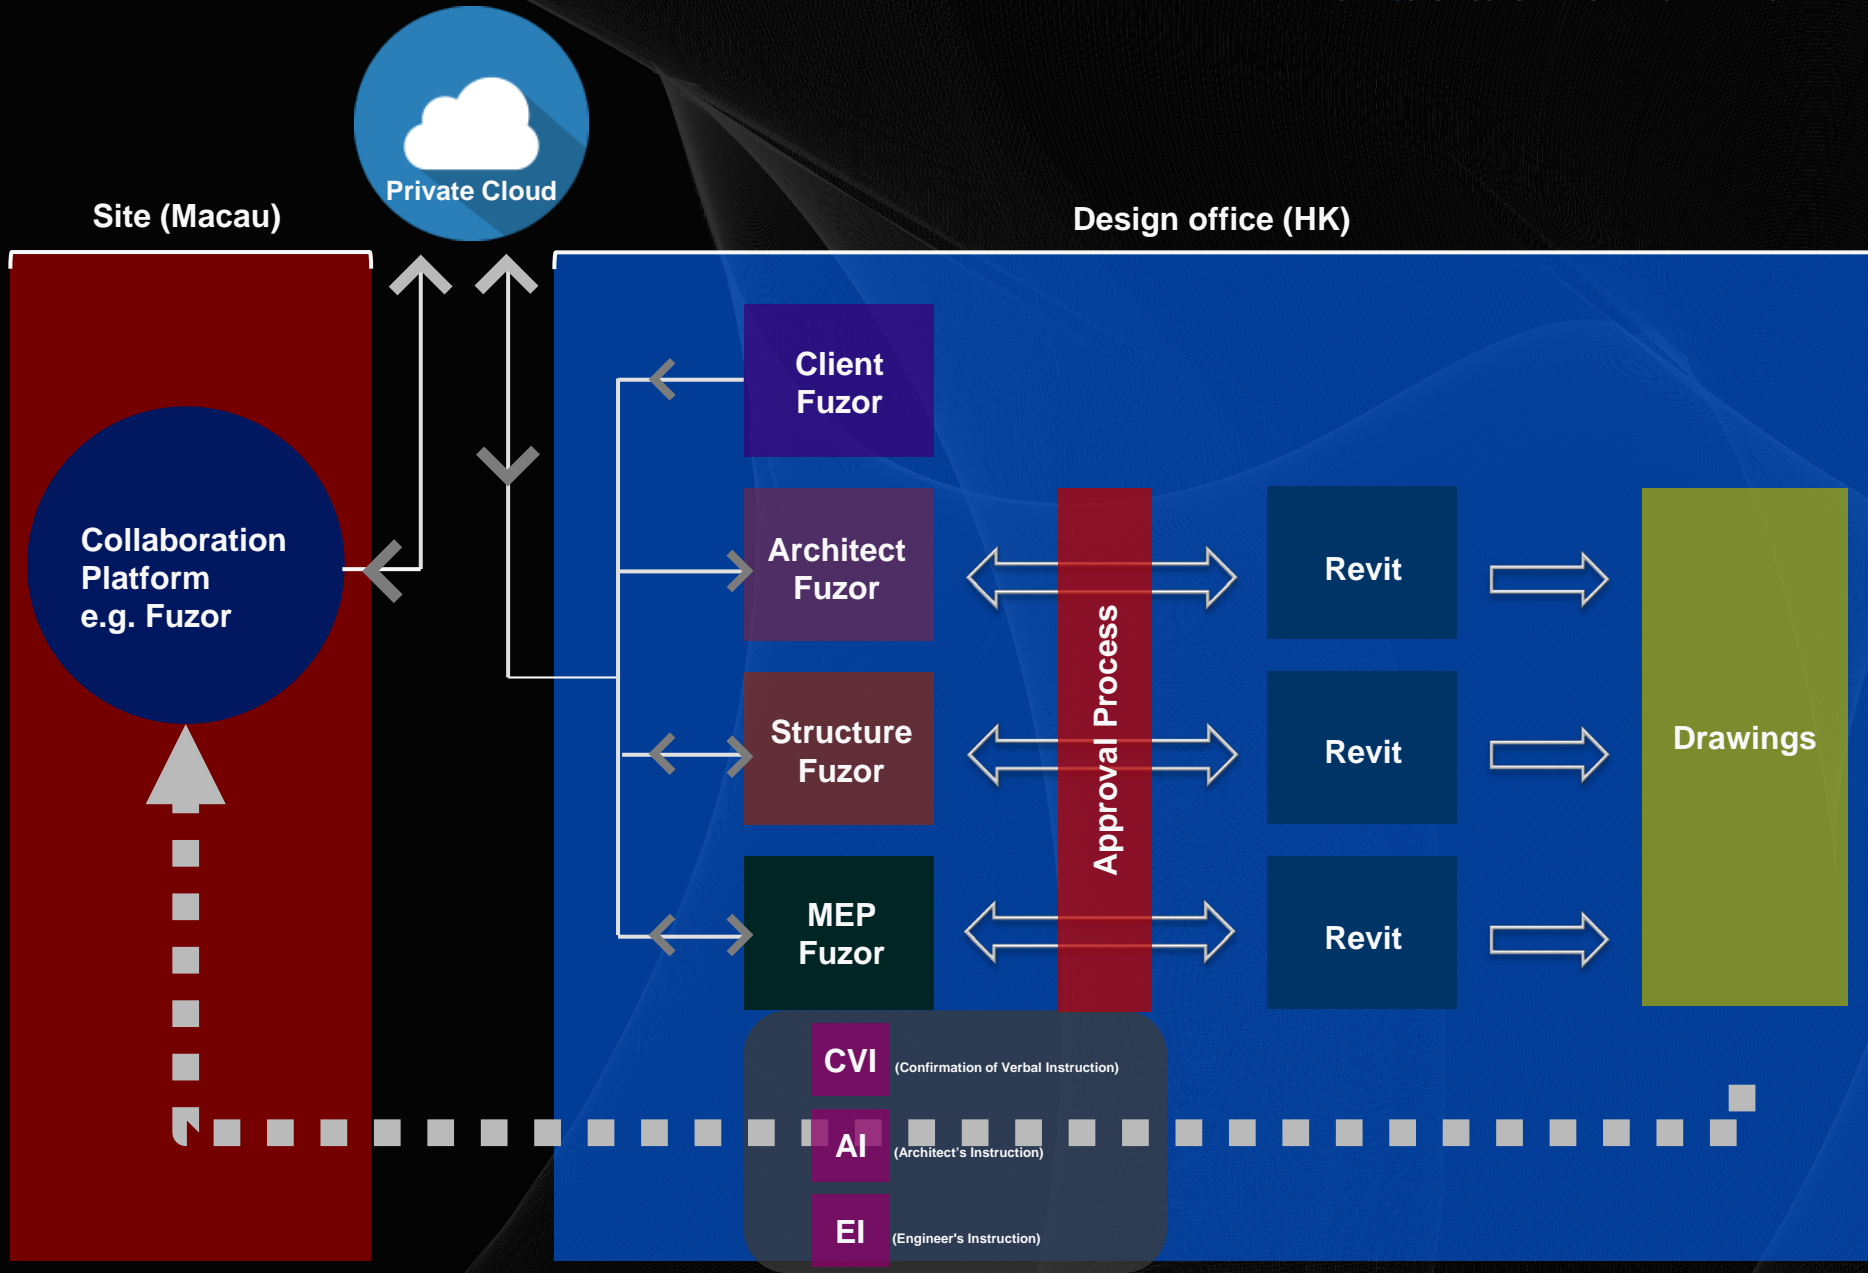 Private Cloud
Site (Macau)
Design office (HK)
Client
Fuzor
Collaboration
Platform
e.g. Fuzor
Architect
Fuzor
Revit
Structure
Fuzor
Revit
MEP
Fuzor
Revit
Approval Process
Drawings
CVI (Confirmation of Verbal Instruction)
AI (Architect's Instruction)
EI (Engineer's Instruction)